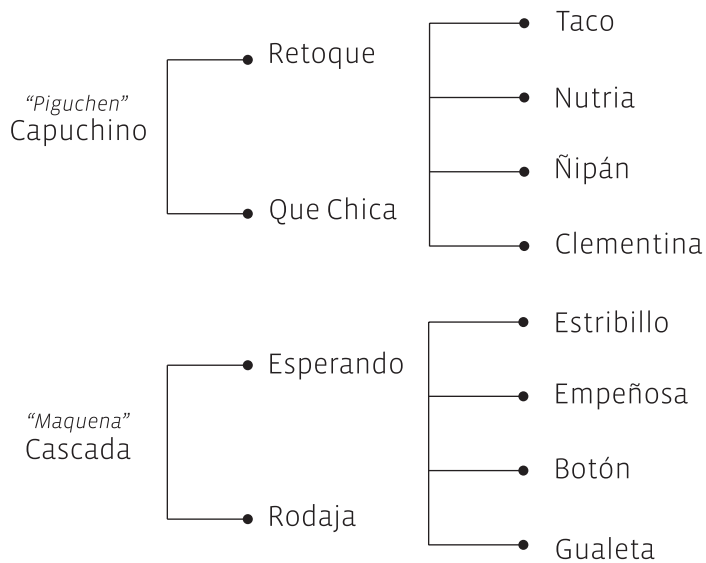 “Piguchen”
Capuchino
Retoque
Que Chica
Taco
Nutria
Ñipán
Clementina
“Maquena”
Cascada
Esperando
Rodaja
Estribillo
Empeñosa
Botón
Gualeta